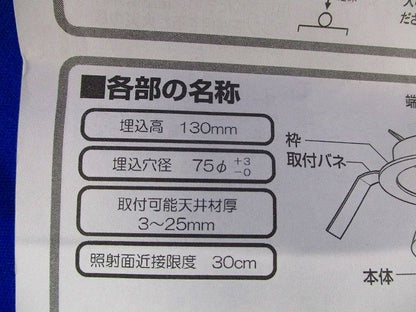 ■各部の名称
埋込高 130mm
埋込穴径 75φ +3 −0
取付可能天井材厚
3〜25mm
照射面近接限度 30cm
端
枠
取付バネ
本体